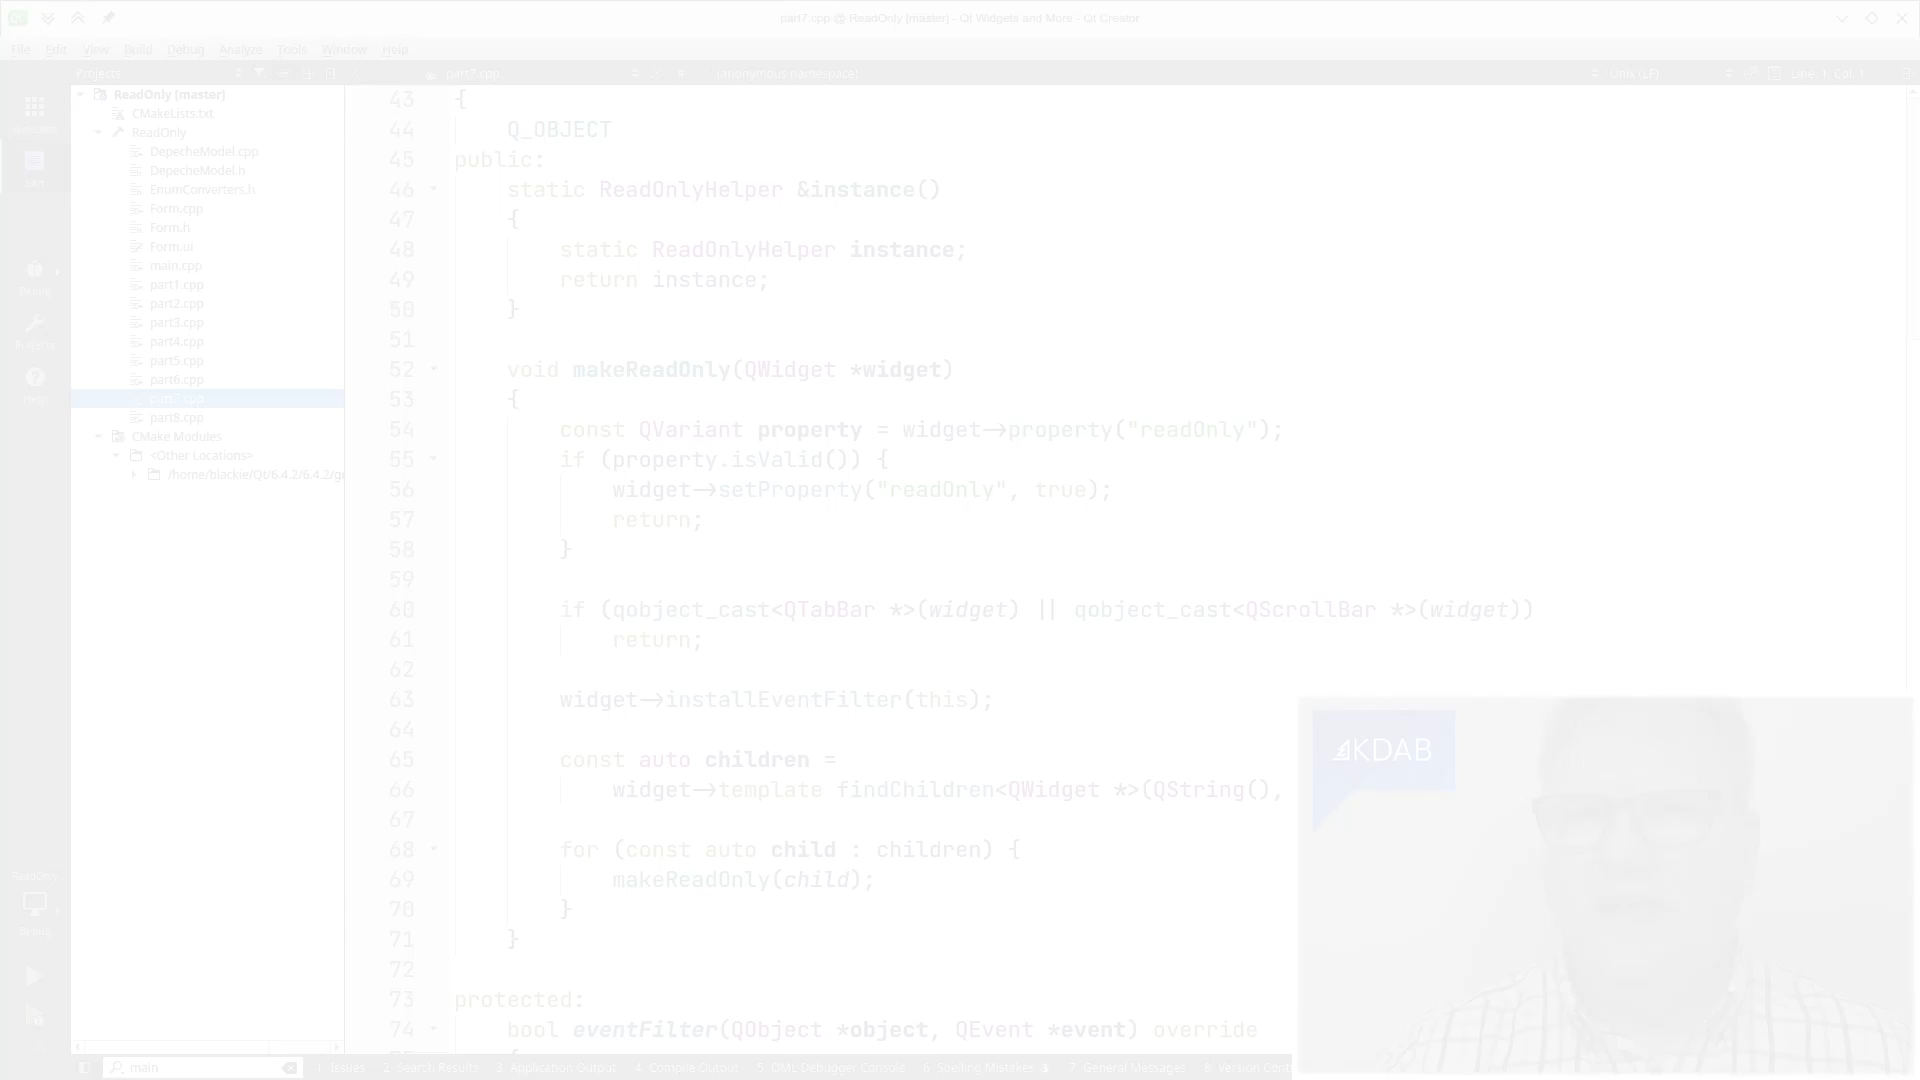 part7.cpp @ ReadOnly [master] - Qt Widgets and More - Qt Creator
File Edit View Build Debug Analyze Tools Window Help
Projects
part7.cpp
(anonymous namespace)
Unix (LF)
Line: 1, Col: 1
ReadOnly [master]
CMakeLists.txt
ReadOnly
DepecheModel.cpp
DepecheModel.h
EnumConverters.h
Form.cpp
Form.h
Form.ui
main.cpp
part1.cpp
part2.cpp
part3.cpp
part4.cpp
part5.cpp
part6.cpp
part7.cpp
part8.cpp
CMake Modules
<Other Locations>
/home/blackie/Qt/6.4.2/6.4.2/g
Edit
Debug
Projects
Help
ReadOnly
Debug
43 {
44 Q_OBJECT
45 public:
46 static ReadOnlyHelper &instance()
47 {
48 static ReadOnlyHelper instance;
49 return instance;
50 }
51
52 void makeReadOnly(QWidget *widget)
53 {
54 const QVariant property = widget->property("readOnly");
55 if (property.isValid()) {
56 widget->setProperty("readOnly", true);
57 return;
58 }
59
60 if (qobject_cast<QTabBar *>(widget) || qobject_cast<QScrollBar *>(widget))
61 return;
62
63 widget->installEventFilter(this);
64
65 const auto children =
66 widget->template findChildren<QWidget *>(QString(),
67
68 for (const auto child : children) {
69 makeReadOnly(child);
70 }
71 }
72
73 protected:
74 bool eventFilter(QObject *object, QEvent *event) override
KDAB
main
1 Issues 2 Search Results 3 Application Output 4 Compile Output 5 QML Debugger Console 6 Spelling Mistakes 3 7 General Messages 8 Version Cont